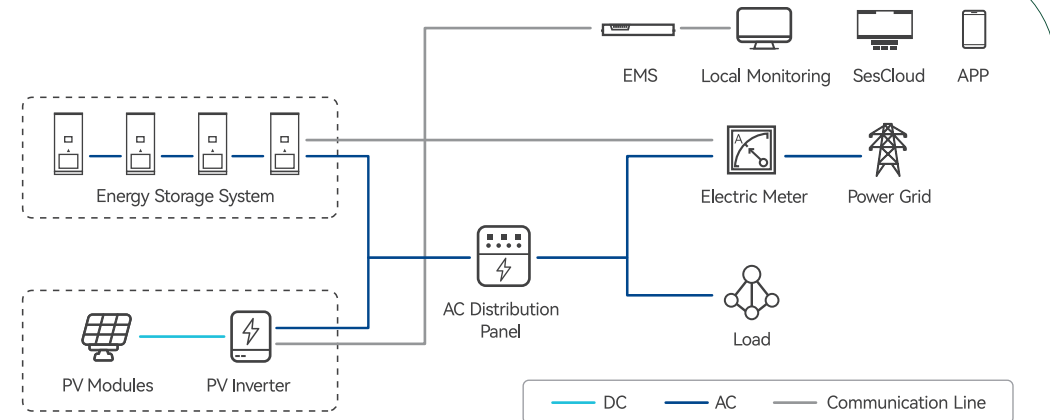 EMS
Local Monitoring
SesCloud
APP
Energy Storage System
A
Electric Meter
Power Grid
AC Distribution
Panel
Load
PV Modules
PV Inverter
DC
AC
Communication Line